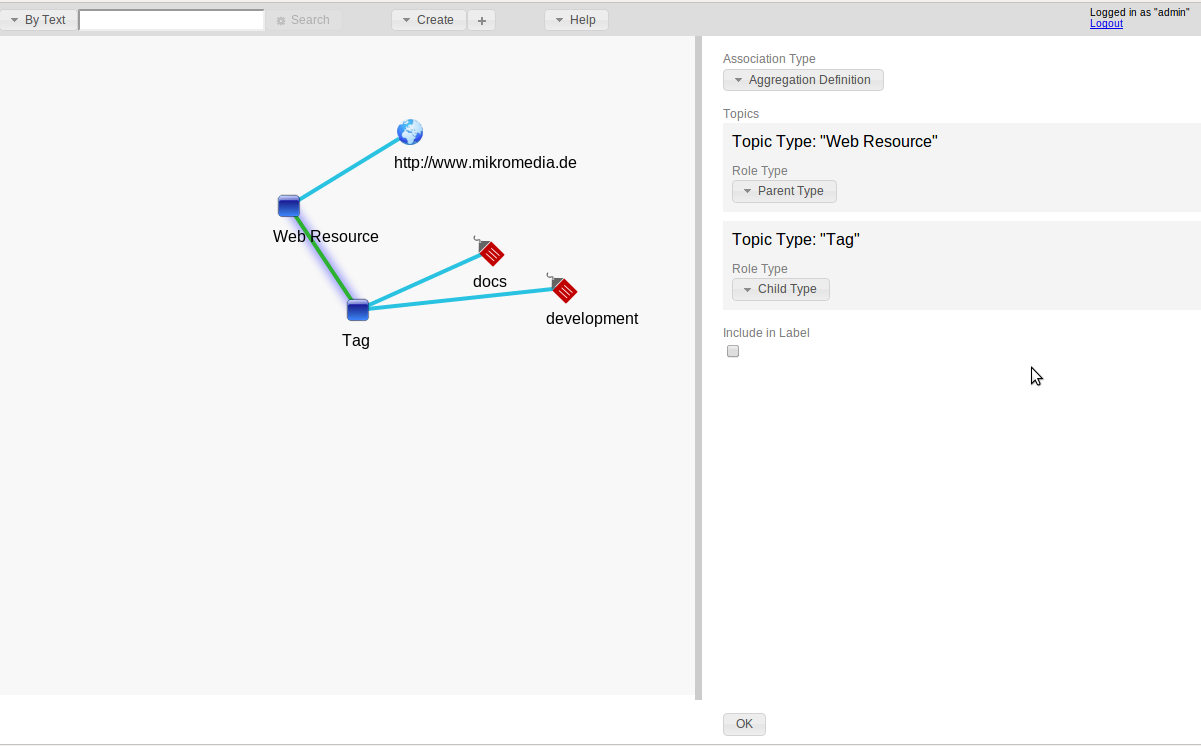 By Text
Search
Create
+
Help
Logged in as "admin"
Logout
http://www.mikromedia.de
Web Resource
docs
development
Tag
Association Type
Aggregation Definition
Topics
Topic Type: "Web Resource"
Role Type
Parent Type
Topic Type: "Tag"
Role Type
Child Type
Include in Label
OK